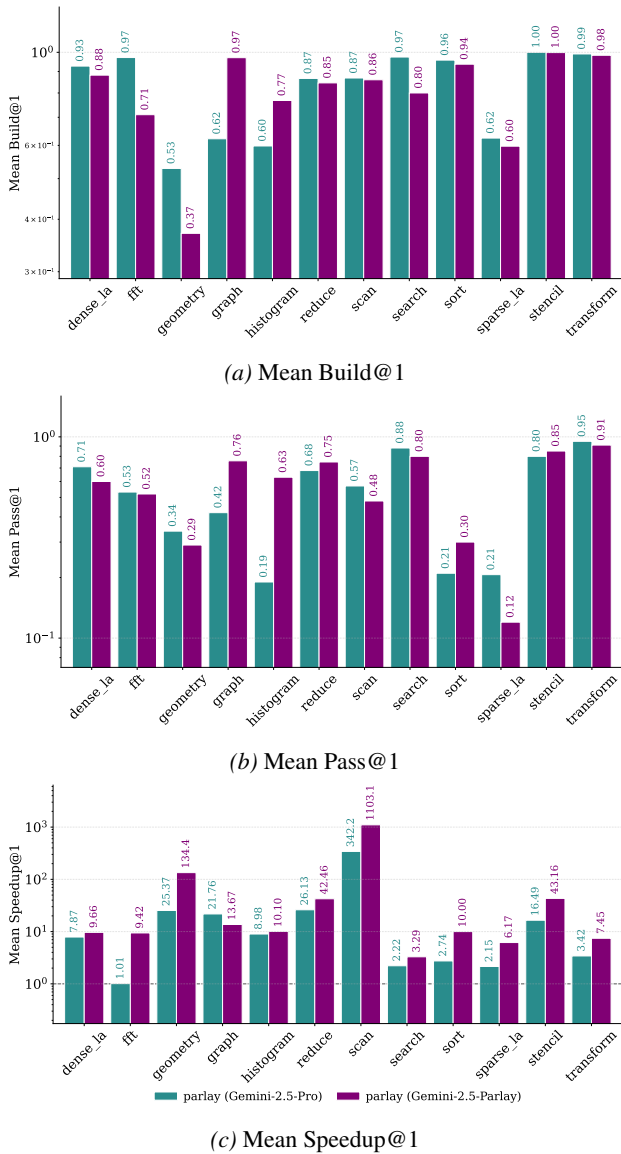 Mean Build@1
10⁰
6 × 10⁻¹
4 × 10⁻¹
3 × 10⁻¹
0.93 0.88 0.97 0.71 0.53 0.37 0.62 0.97 0.60 0.77 0.87 0.85 0.87 0.86 0.97 0.80 0.96 0.94 0.62 0.60 1.00 1.00 0.99 0.98
dense_la fft geometry graph histogram reduce scan search sort sparse_la stencil transform
(a) Mean Build@1
Mean Pass@1
10⁰
10⁻¹
0.71 0.60 0.53 0.52 0.34 0.29 0.42 0.76 0.19 0.63 0.68 0.75 0.57 0.48 0.88 0.80 0.21 0.30 0.21 0.12 0.80 0.85 0.95 0.91
dense_la fft geometry graph histogram reduce scan search sort sparse_la stencil transform
(b) Mean Pass@1
Mean Speedup@1
10³
10²
10¹
10⁰
7.87 9.66 1.01 9.42 25.37 134.4 21.76 13.67 8.98 10.10 26.13 42.46 342.2 1103.1 2.22 3.29 2.74 10.00 2.15 6.17 16.49 43.16 3.42 7.45
dense_la fft geometry graph histogram reduce scan search sort sparse_la stencil transform
parlay (Gemini-2.5-Pro) parlay (Gemini-2.5-Parlay)
(c) Mean Speedup@1